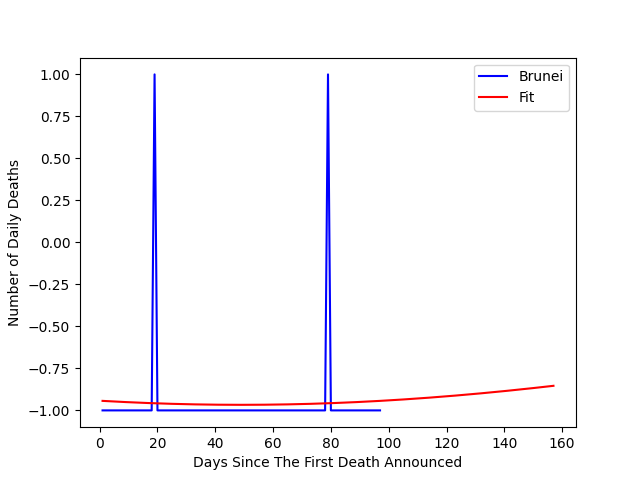 Brunei
Fit
1.00
0.75
0.50
0.25
0.00
−0.25
−0.50
−0.75
−1.00
Number of Daily Deaths
0 20 40 60 80 100 120 140 160
Days Since The First Death Announced